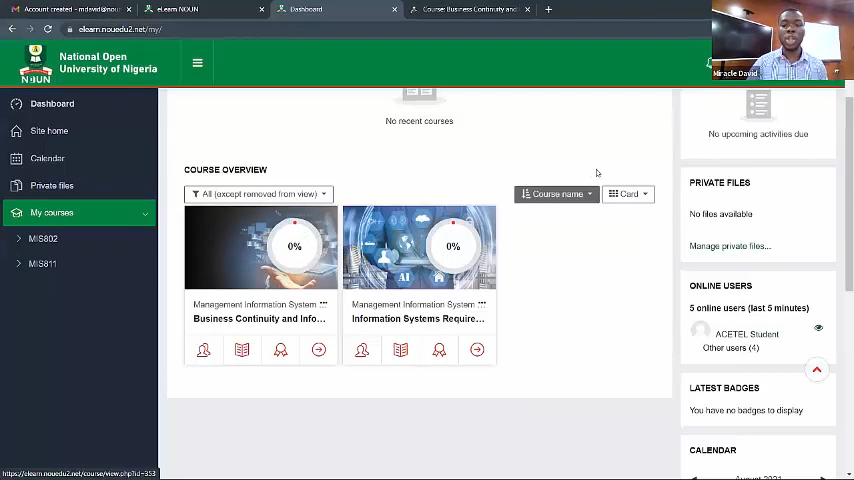 Account created - mdavid@nou
eLearn NOUN
Dashboard
Course: Business Continuity and
elearn.nouedu2.net/my/
NOUN
National Open
University of Nigeria
Miracle David
Dashboard
Site home
Calendar
Private files
My courses
MIS802
MIS811
No recent courses
COURSE OVERVIEW
All (except removed from view)
Course name
Card
0%
0%
AI
Management Information System ...
Management Information System ...
Business Continuity and Info...
Information Systems Require...
No upcoming activities due
PRIVATE FILES
No files available
Manage private files...
ONLINE USERS
5 online users (last 5 minutes)
ACETEL Student
Other users (4)
LATEST BADGES
You have no badges to display
CALENDAR
August 2021
https://elearn.nouedu2.net/course/view.php?id=353